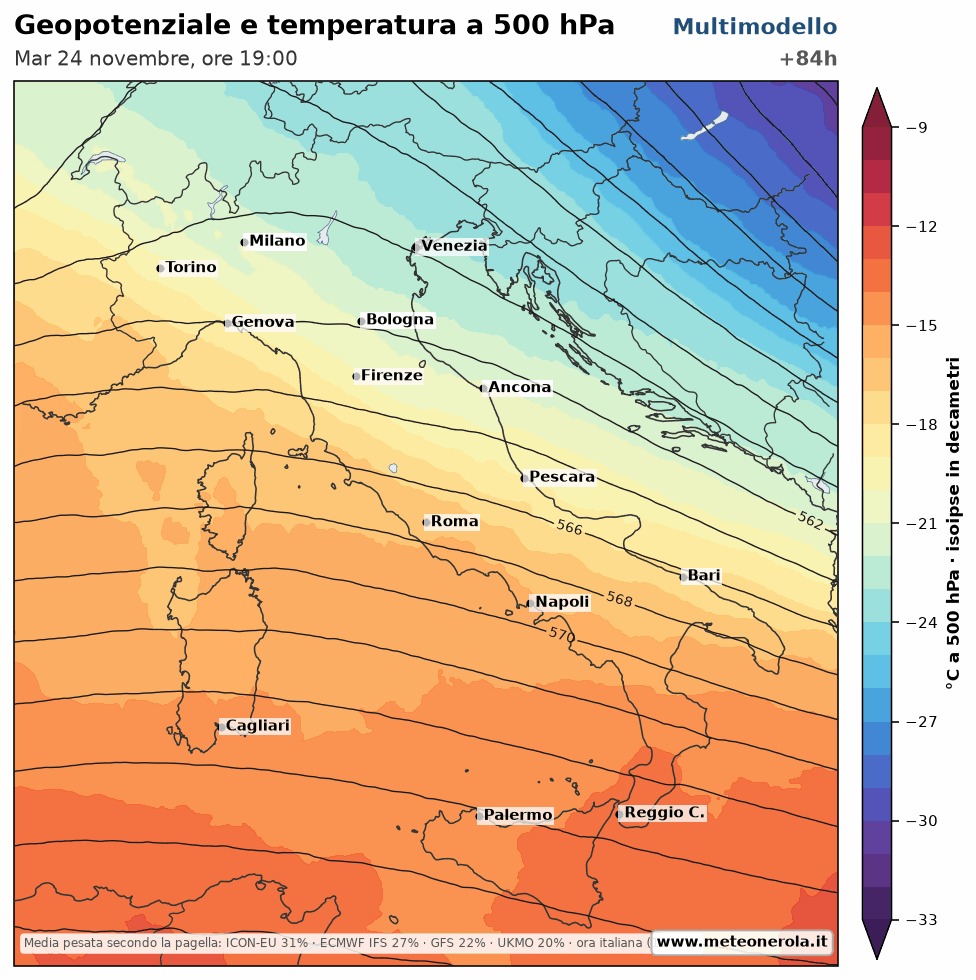 Geopotenziale e temperatura a 500 hPa
Multimodello
Mar 24 novembre, ore 19:00
+84h
−9
−12
−15
−18
−21
−24
−27
−30
−33
°C a 500 hPa · isoipse in decametri
Milano
Venezia
Torino
Genova
Bologna
Firenze
Ancona
Pescara
Roma
566
562
Bari
Napoli
568
570
Cagliari
Palermo
Reggio C.
Media pesata secondo la pagella: ICON-EU 31% · ECMWF IFS 27% · GFS 22% · UKMO 20% · ora italiana (
www.meteonerola.it